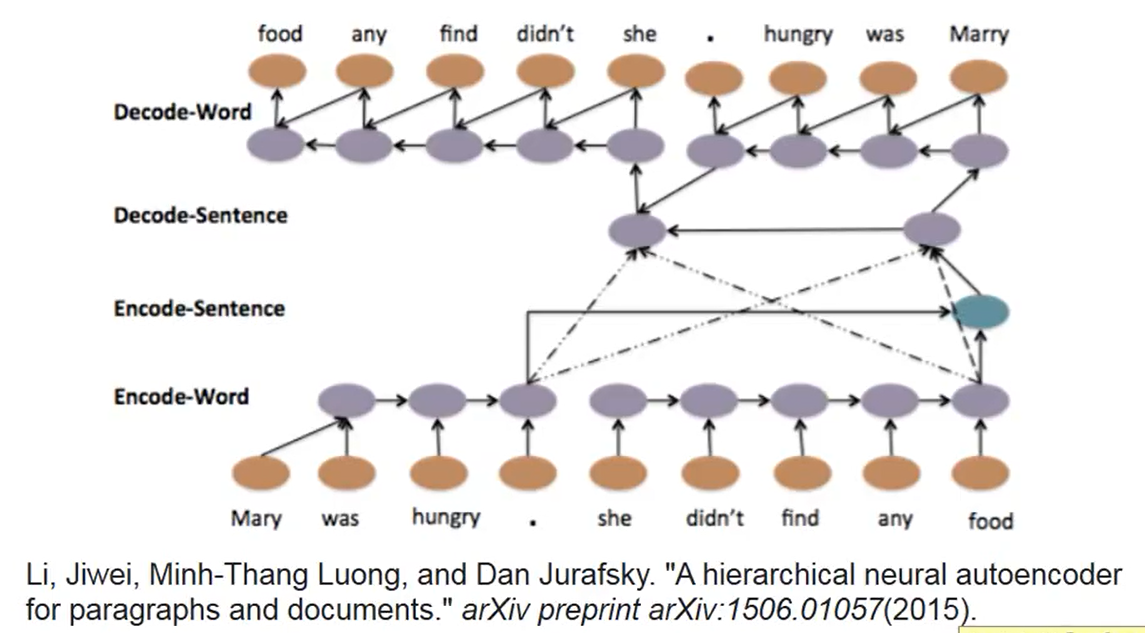 food any find didn't she . hungry was Marry
Decode-Word
Decode-Sentence
Encode-Sentence
Encode-Word
Mary was hungry . she didn't find any food
Li, Jiwei, Minh-Thang Luong, and Dan Jurafsky. "A hierarchical neural autoencoder
for paragraphs and documents." arXiv preprint arXiv:1506.01057(2015).